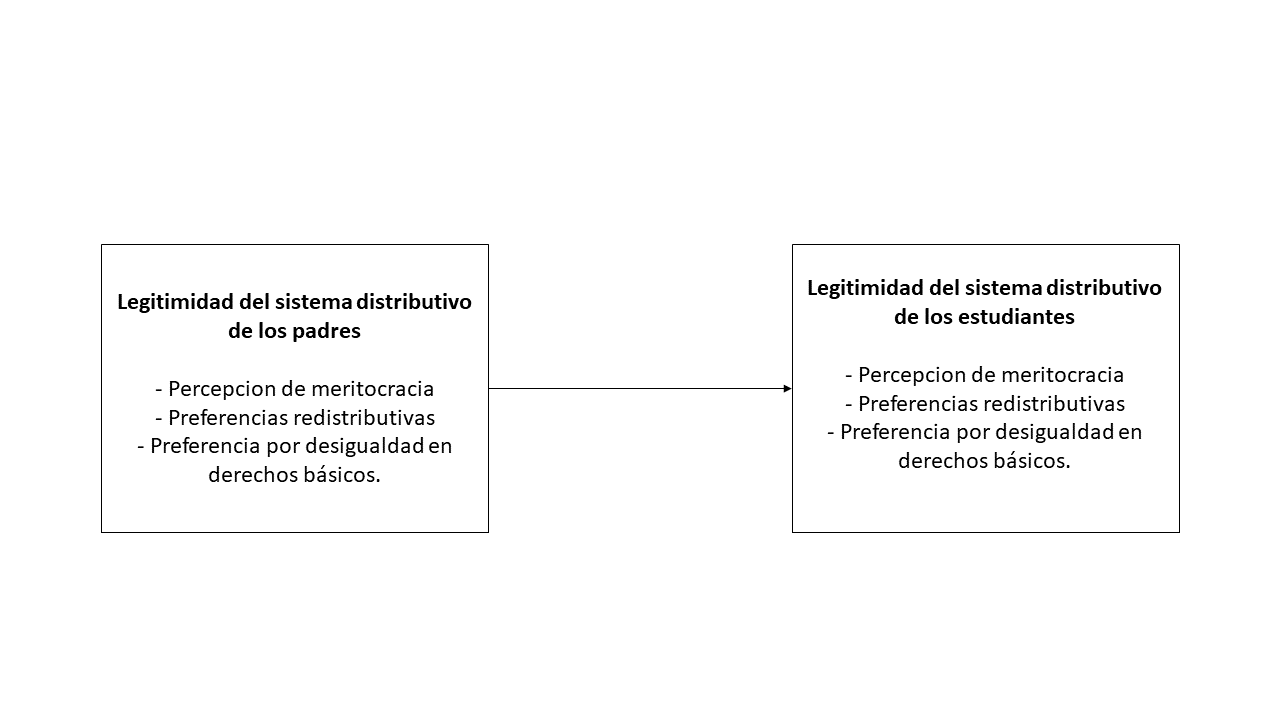 Legitimidad del sistema distributivo
de los padres
- Percepcion de meritocracia
- Preferencias redistributivas
- Preferencia por desigualdad en
derechos básicos.
Legitimidad del sistema distributivo
de los estudiantes
- Percepcion de meritocracia
- Preferencias redistributivas
- Preferencia por desigualdad en
derechos básicos.